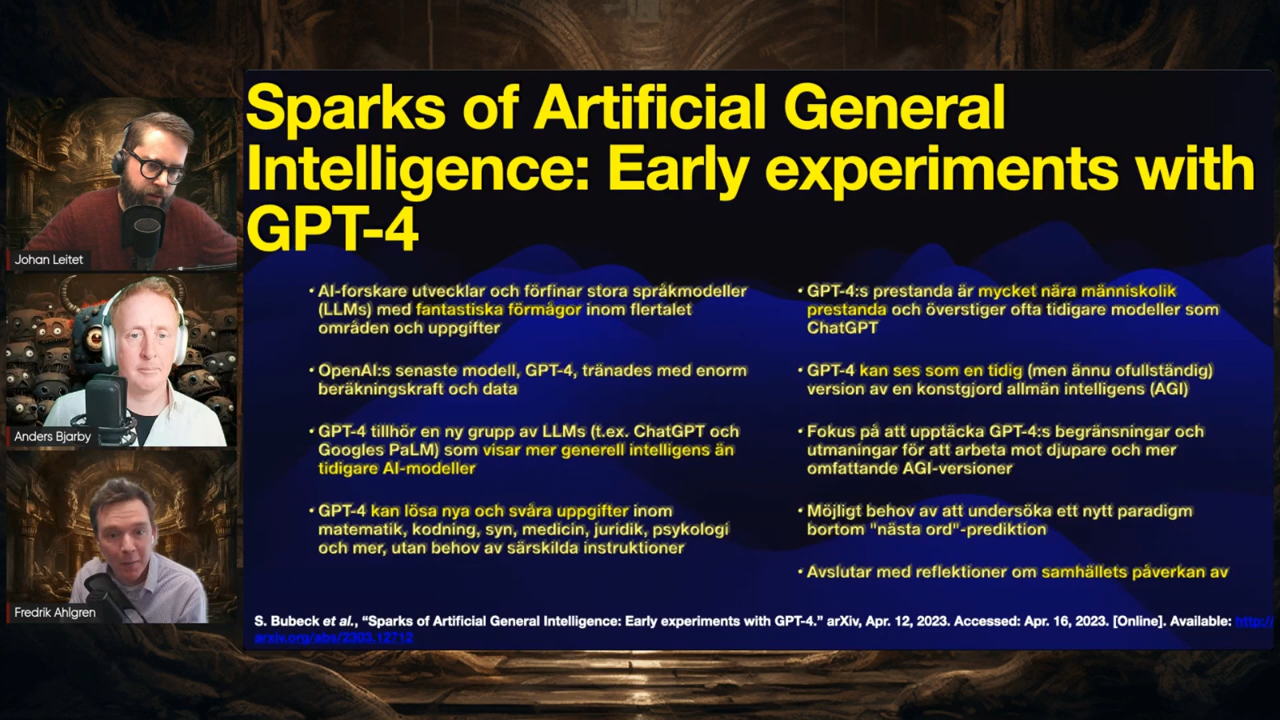 Sparks of Artificial General
Intelligence: Early experiments with
GPT-4
Johan Leitet
Anders Bjarby
Fredrik Ahlgren
• AI-forskare utvecklar och förfinar stora språkmodeller
(LLMs) med fantastiska förmågor inom flertalet
områden och uppgifter
• OpenAI:s senaste modell, GPT-4, tränades med enorm
beräkningskraft och data
• GPT-4 tillhör en ny grupp av LLMs (t.ex. ChatGPT och
Googles PaLM) som visar mer generell intelligens än
tidigare AI-modeller
• GPT-4 kan lösa nya och svåra uppgifter inom
matematik, kodning, syn, medicin, juridik, psykologi
och mer, utan behov av särskilda instruktioner
• GPT-4:s prestanda är mycket nära människolik
prestanda och överstiger ofta tidigare modeller som
ChatGPT
• GPT-4 kan ses som en tidig (men ännu ofullständig)
version av en konstgjord allmän intelligens (AGI)
• Fokus på att upptäcka GPT-4:s begränsningar och
utmaningar för att arbeta mot djupare och mer
omfattande AGI-versioner
• Möjligt behov av att undersöka ett nytt paradigm
bortom "nästa ord"-prediktion
• Avslutar med reflektioner om samhällets påverkan av
S. Bubeck et al., “Sparks of Artificial General Intelligence: Early experiments with GPT-4.” arXiv, Apr. 12, 2023. Accessed: Apr. 16, 2023. [Online]. Available: http://
arxiv.org/abs/2303.12712